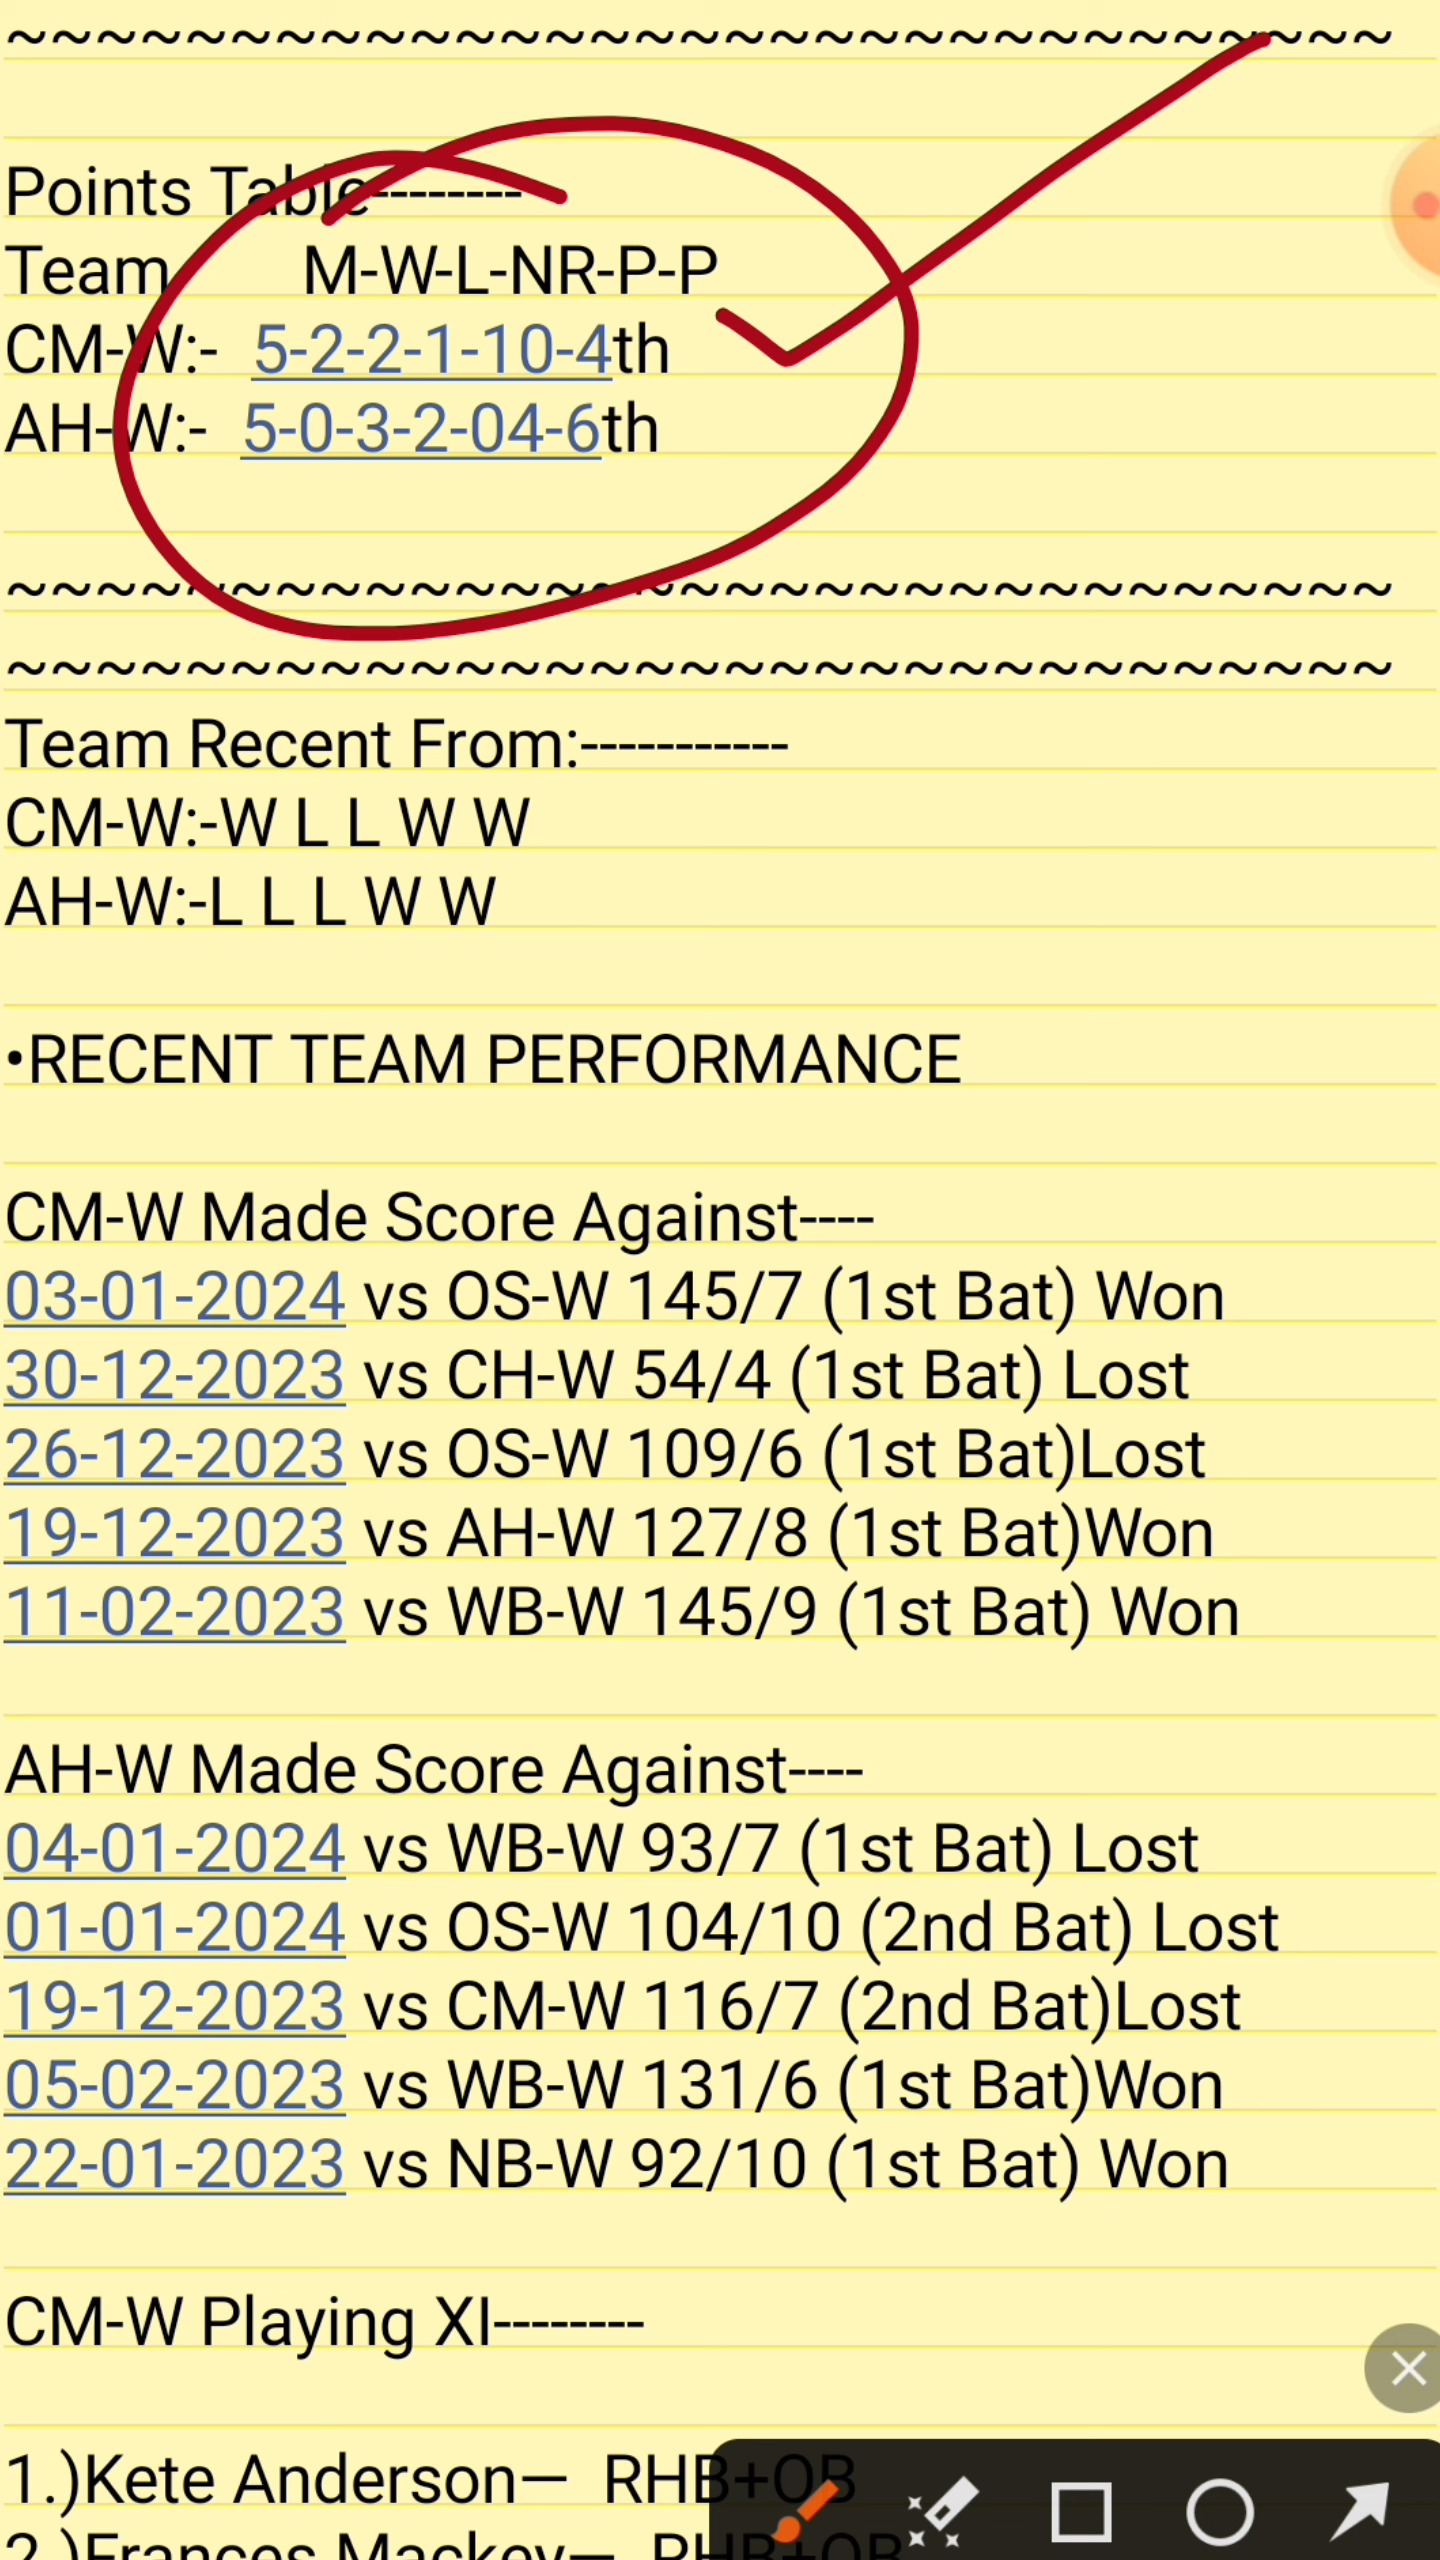 ~~~~~~~~~~~~~~~~~~~~~~~~~~~~~~~
Points Table--------
Team M-W-L-NR-P-P
CM-W:- 5-2-2-1-10-4th
AH-W:- 5-0-3-2-04-6th
~~~~~~~~~~~~~~~~~~~~~~~~~~~~~~~
~~~~~~~~~~~~~~~~~~~~~~~~~~~~~~~
Team Recent From:-----------
CM-W:-W L L W W
AH-W:-L L L W W
•RECENT TEAM PERFORMANCE
CM-W Made Score Against----
03-01-2024 vs OS-W 145/7 (1st Bat) Won
30-12-2023 vs CH-W 54/4 (1st Bat) Lost
26-12-2023 vs OS-W 109/6 (1st Bat)Lost
19-12-2023 vs AH-W 127/8 (1st Bat)Won
11-02-2023 vs WB-W 145/9 (1st Bat) Won
AH-W Made Score Against----
04-01-2024 vs WB-W 93/7 (1st Bat) Lost
01-01-2024 vs OS-W 104/10 (2nd Bat) Lost
19-12-2023 vs CM-W 116/7 (2nd Bat)Lost
05-02-2023 vs WB-W 131/6 (1st Bat)Won
22-01-2023 vs NB-W 92/10 (1st Bat) Won
CM-W Playing XI--------
1.)Kete Anderson— RHB+OB
2.)Frances Mackey— RHB+OB